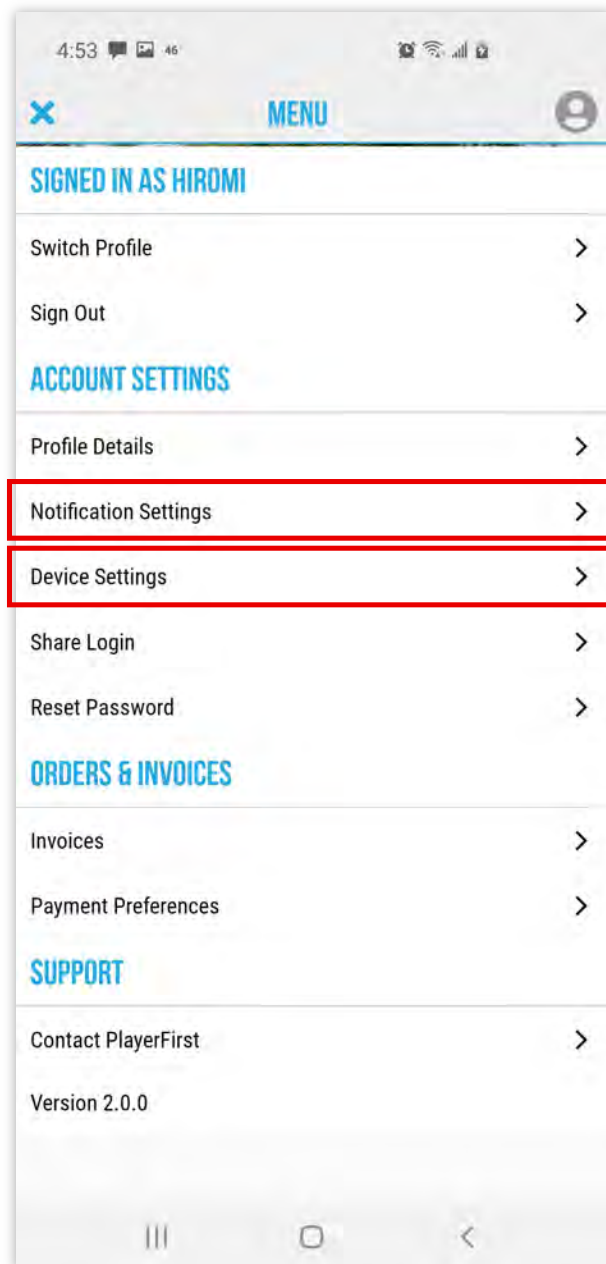 4:53 46
MENU
SIGNED IN AS HIROMI
Switch Profile
Sign Out
ACCOUNT SETTINGS
Profile Details
Notification Settings
Device Settings
Share Login
Reset Password
ORDERS & INVOICES
Invoices
Payment Preferences
SUPPORT
Contact PlayerFirst
Version 2.0.0